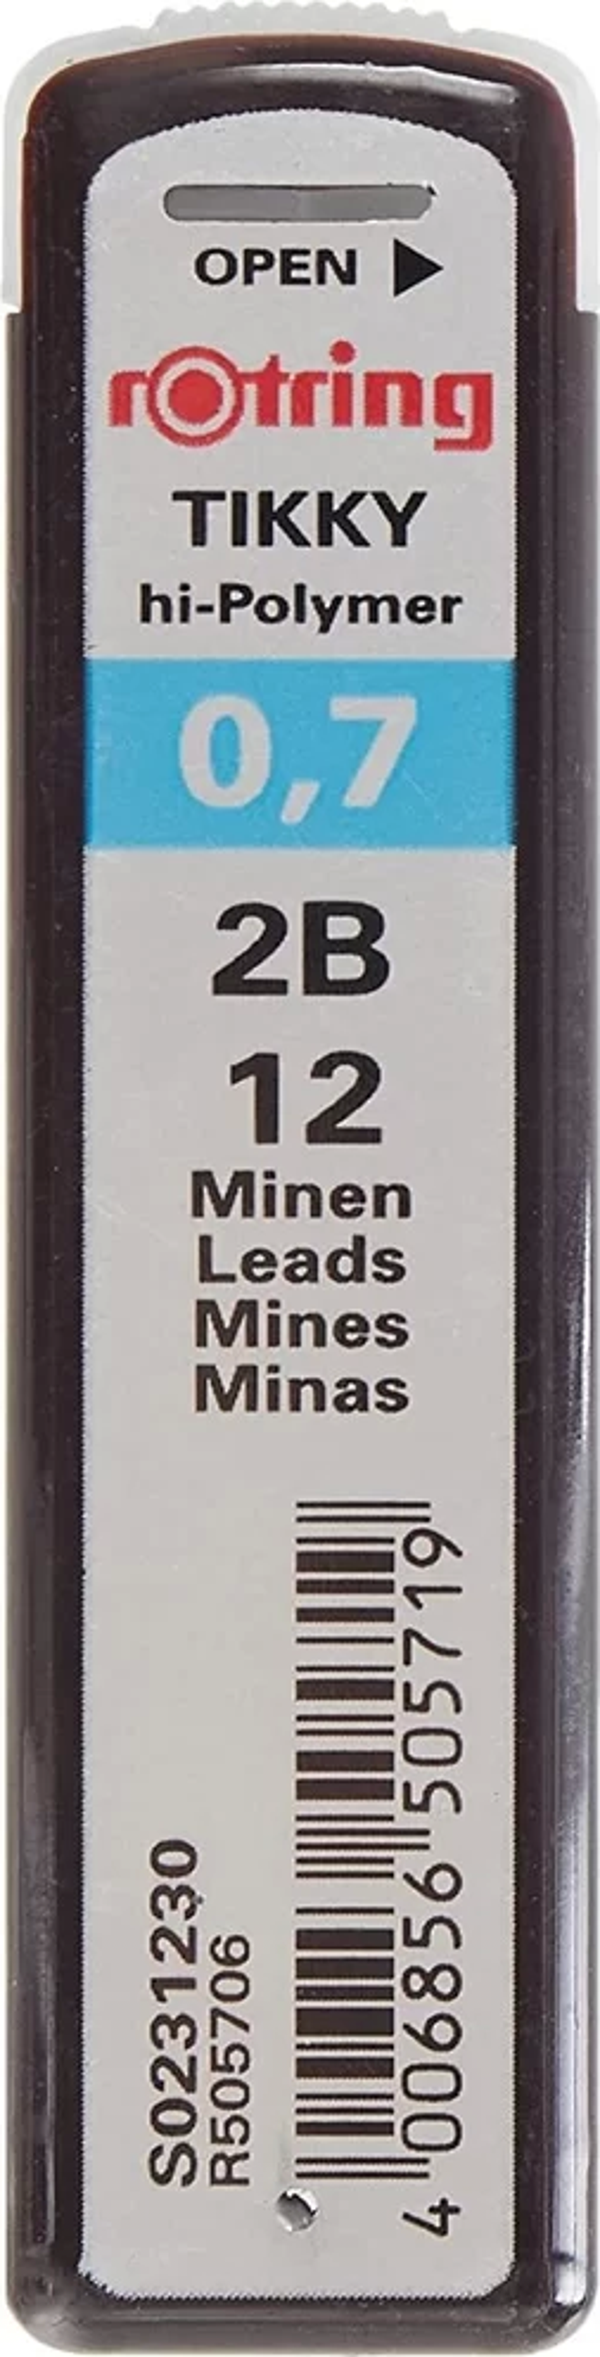 OPEN ▶
rotring
TIKKY
hi-Polymer
0,7
2B
12
Minen
Leads
Mines
Minas
S0231230
R505706
4 006856 505719